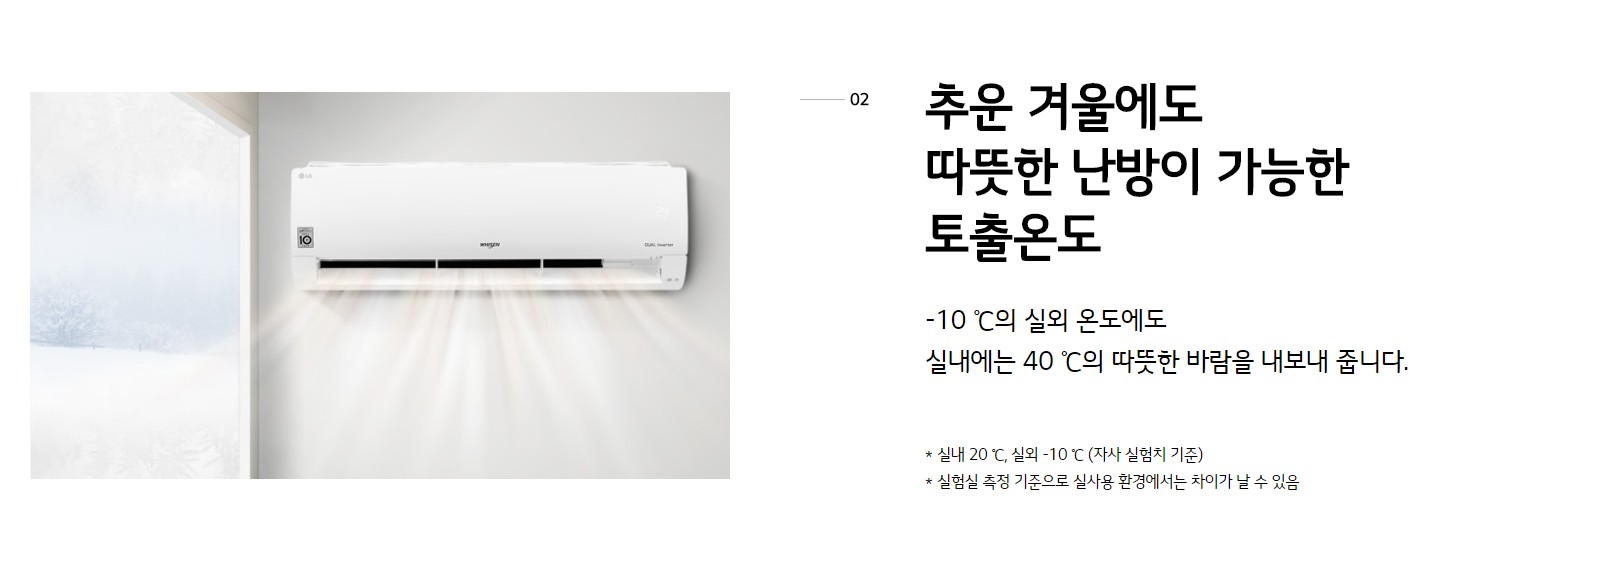 02
추운 겨울에도
따뜻한 난방이 가능한
토출온도
-10 ℃의 실외 온도에도
실내에는 40 ℃의 따뜻한 바람을 내보내 줍니다.
* 실내 20 ℃, 실외 -10 ℃ (자사 실험치 기준)
* 실험실 측정 기준으로 실사용 환경에서는 차이가 날 수 있음
LG
24
10
WHISEN
DUAL Inverter